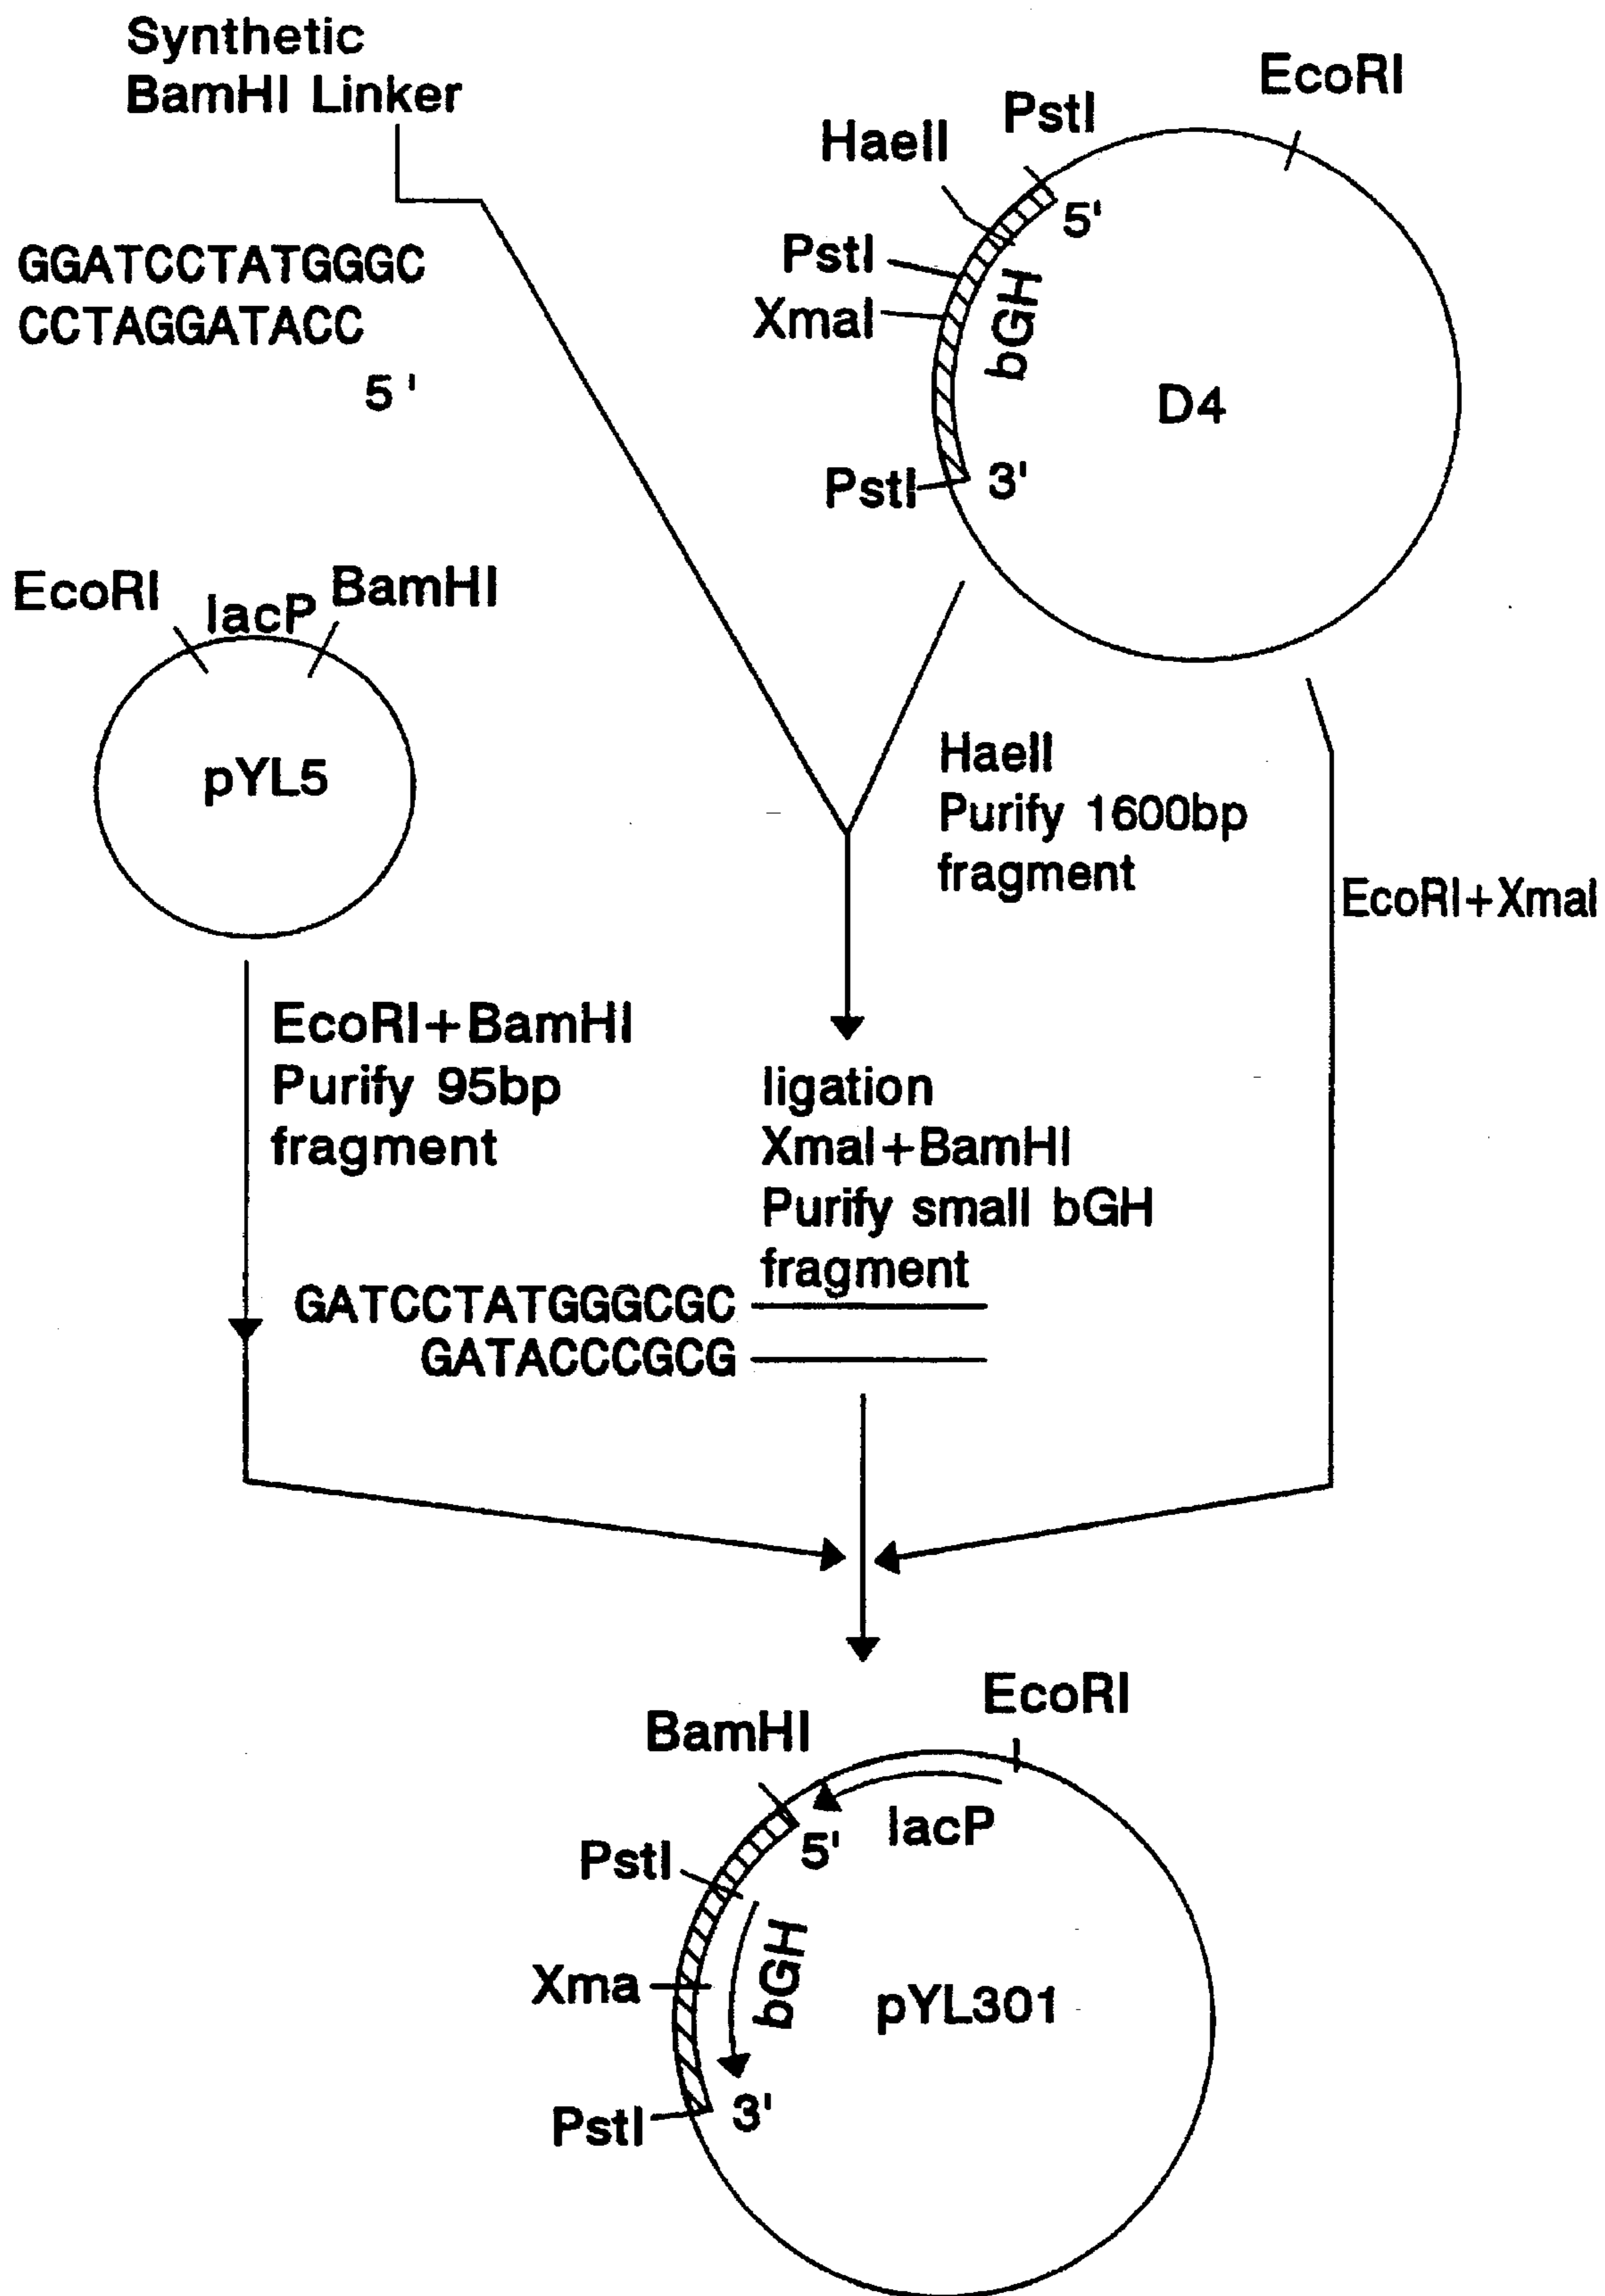 Synthetic
BamHI Linker
GGATCCTATGGGC
CCTAGGATACC
5'
EcoRI
PstI
HaeII
5'
PstI
XmaI
bGH
D4
PstI
3'
EcoRI
lacP
BamHI
pYL5
HaeII
Purify 1600bp
fragment
EcoRI+XmaI
EcoRI+BamHI
Purify 95bp
fragment
ligation
XmaI+BamHI
Purify small bGH
fragment
GATCCTATGGGCGC
GATACCCGCG
EcoRI
BamHI
lacP
5'
PstI
bGH
Xma
pYL301
3'
PstI